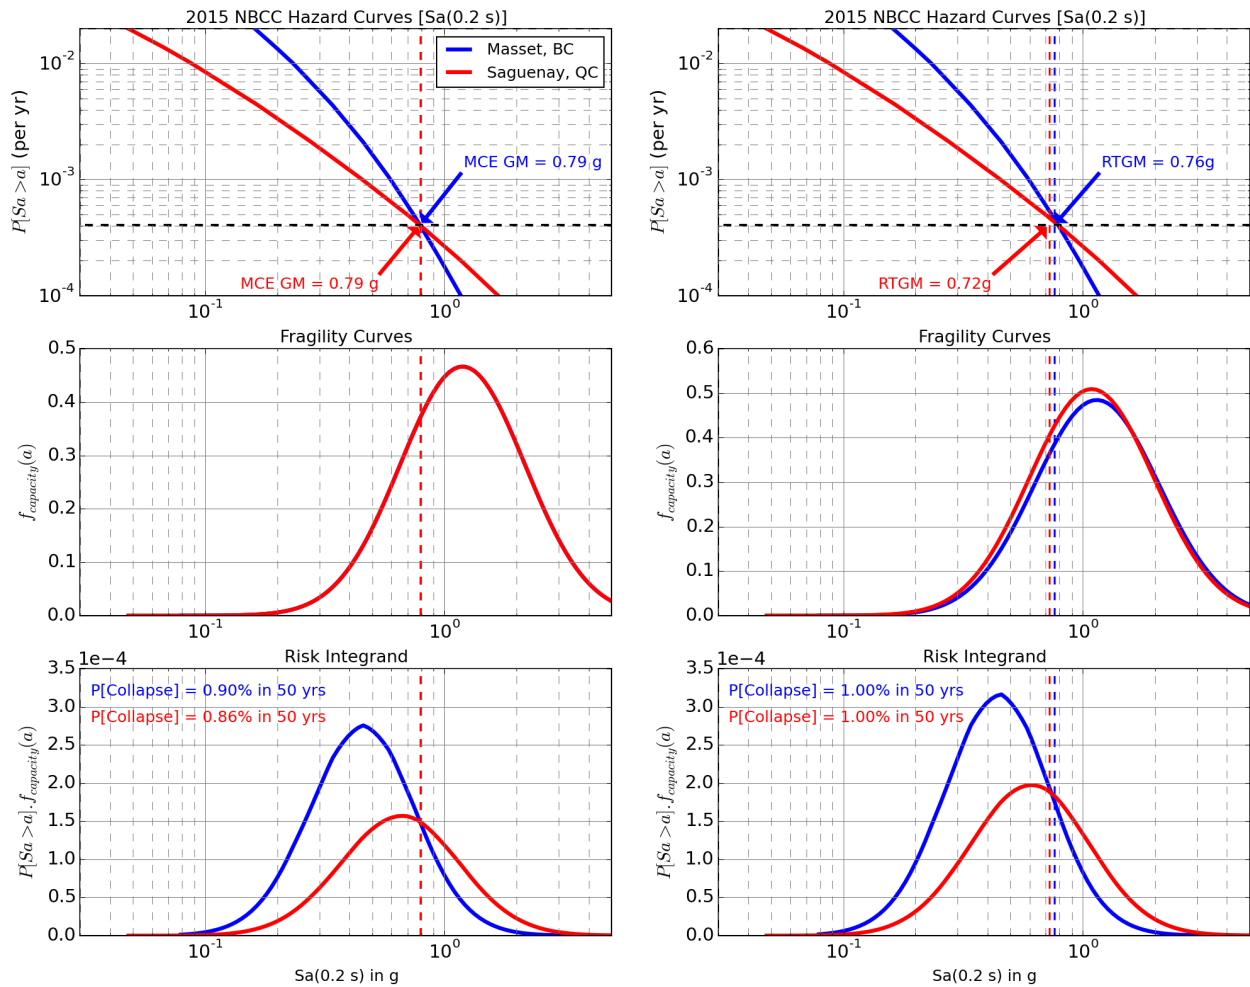 2015 NBCC Hazard Curves [Sa(0.2 s)]
P[Sa > a] (per yr)
10^-2
10^-3
10^-4
10^-1
10^0
Masset, BC
Saguenay, QC
MCE GM = 0.79 g
MCE GM = 0.79 g
2015 NBCC Hazard Curves [Sa(0.2 s)]
P[Sa > a] (per yr)
10^-2
10^-3
10^-4
10^-1
10^0
RTGM = 0.76g
RTGM = 0.72g
Fragility Curves
f_capacity(a)
0.5
0.4
0.3
0.2
0.1
0.0
10^-1
10^0
Fragility Curves
f_capacity(a)
0.6
0.5
0.4
0.3
0.2
0.1
0.0
10^-1
10^0
1e−4
Risk Integrand
P[Sa > a].f_capacity(a)
3.5
3.0
2.5
2.0
1.5
1.0
0.5
0.0
P[Collapse] = 0.90% in 50 yrs
P[Collapse] = 0.86% in 50 yrs
10^-1
10^0
Sa(0.2 s) in g
1e−4
Risk Integrand
P[Sa > a].f_capacity(a)
3.5
3.0
2.5
2.0
1.5
1.0
0.5
0.0
P[Collapse] = 1.00% in 50 yrs
P[Collapse] = 1.00% in 50 yrs
10^-1
10^0
Sa(0.2 s) in g